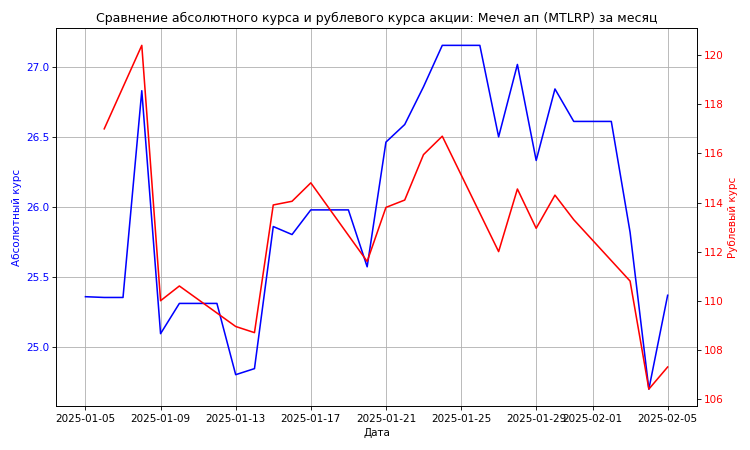 Сравнение абсолютного курса и рублевого курса акции: Мечел ап (MTLRP) за месяц
Абсолютный курс
27.0
26.5
26.0
25.5
25.0
120
118
116
114
112
110
108
106
Рублевый курс
2025-01-05 2025-01-09 2025-01-13 2025-01-17 2025-01-21 2025-01-25 2025-01-29 2025-02-01 2025-02-05
Дата